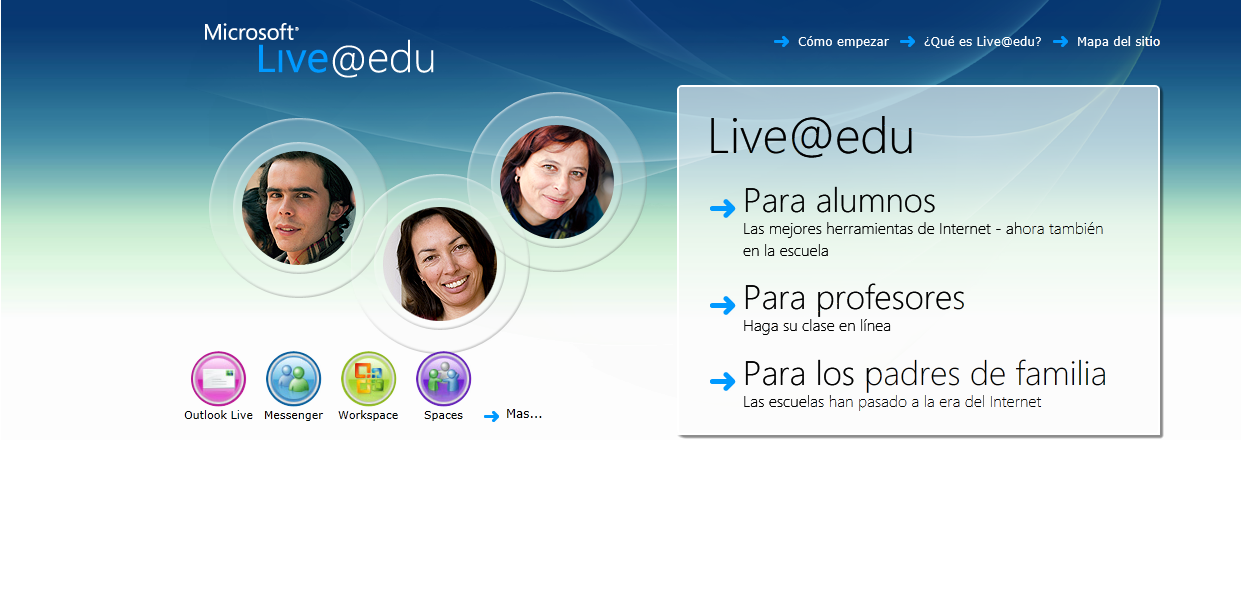 Microsoft®
Live@edu
Cómo empezar
¿Qué es Live@edu?
Mapa del sitio
Live@edu
Para alumnos
Las mejores herramientas de Internet - ahora también
en la escuela
Para profesores
Haga su clase en línea
Para los padres de familia
Las escuelas han pasado a la era del Internet
Outlook Live
Messenger
Workspace
Spaces
Mas...